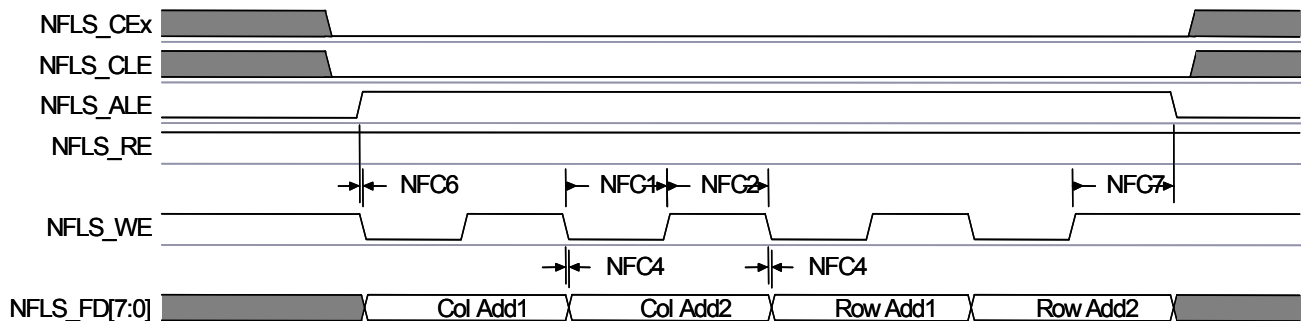 NFLS_CEx
NFLS_CLE
NFLS_ALE
NFLS_RE
NFC6 NFC1 NFC2 NFC7
NFLS_WE
NFC4 NFC4
NFLS_FD[7:0] Col Add1 Col Add2 Row Add1 Row Add2